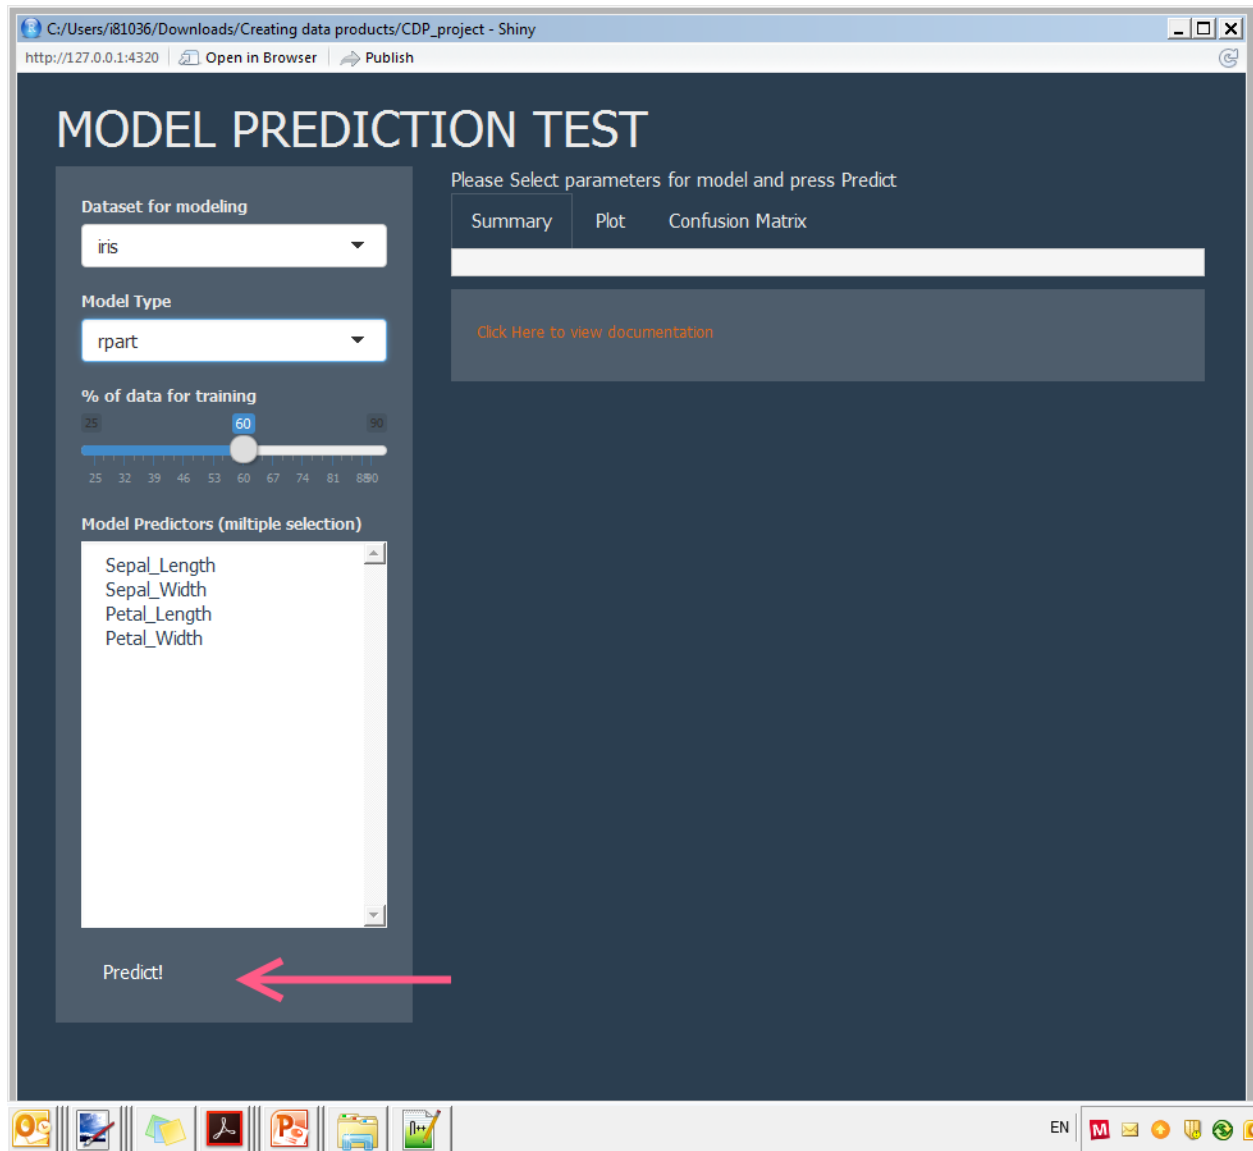 C:/Users/i81036/Downloads/Creating data products/CDP_project - Shiny
http://127.0.0.1:4320 Open in Browser Publish
MODEL PREDICTION TEST
Please Select parameters for model and press Predict
Summary Plot Confusion Matrix
Click Here to view documentation
Dataset for modeling
iris
Model Type
rpart
% of data for training
25 60 90
25 32 39 46 53 60 67 74 81 8890
Model Predictors (miltiple selection)
Sepal_Length
Sepal_Width
Petal_Length
Petal_Width
Predict!
EN